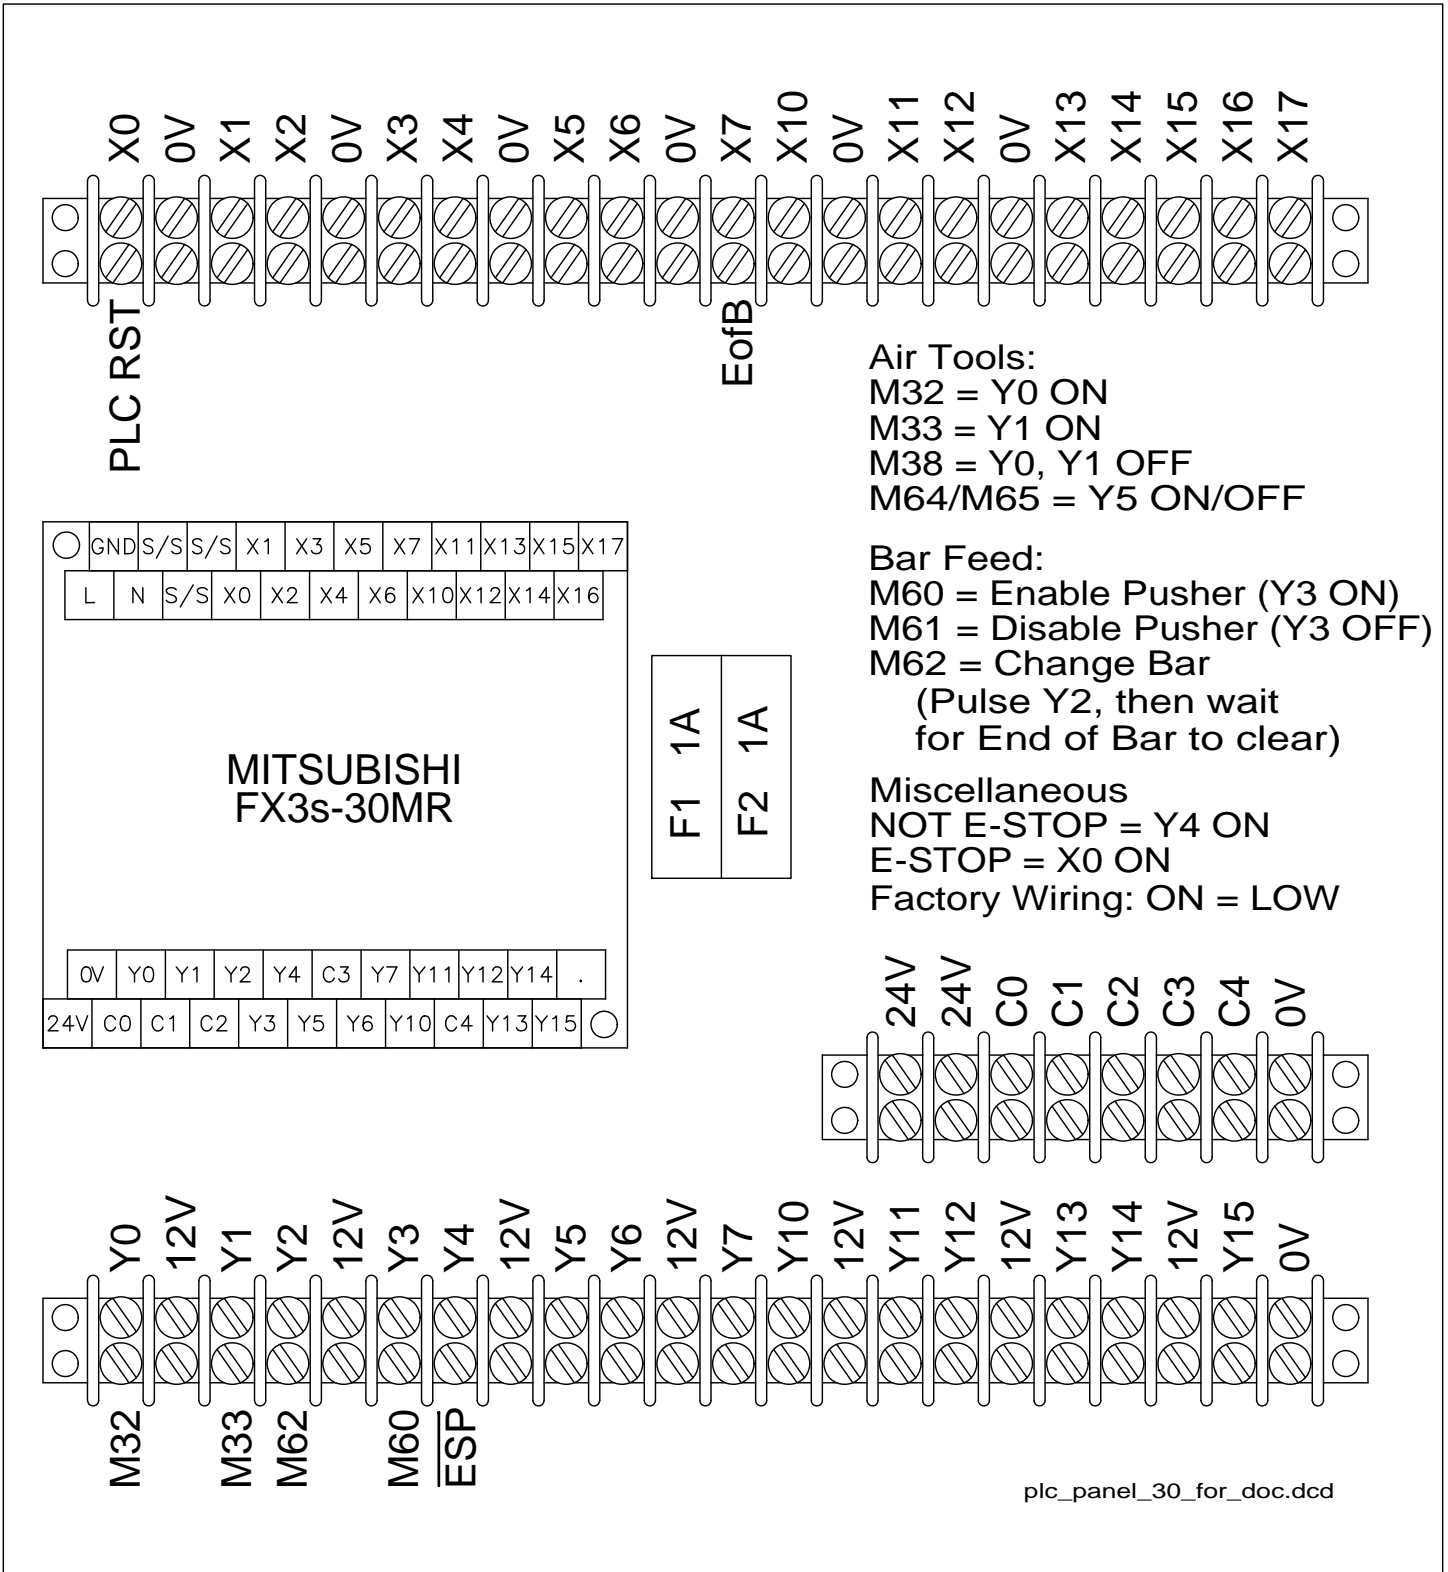 X0 0V X1 X2 0V X3 X4 0V X5 X6 0V X7 X10 0V X11 X12 0V X13 X14 X15 X16 X17
PLC RST
EofB
Air Tools:
M32 = Y0 ON
M33 = Y1 ON
M38 = Y0, Y1 OFF
M64/M65 = Y5 ON/OFF
Bar Feed:
M60 = Enable Pusher (Y3 ON)
M61 = Disable Pusher (Y3 OFF)
M62 = Change Bar
(Pulse Y2, then wait
for End of Bar to clear)
Miscellaneous
NOT E-STOP = Y4 ON
E-STOP = X0 ON
Factory Wiring: ON = LOW
GND S/S S/S X1 X3 X5 X7 X11 X13 X15 X17
L N S/S X0 X2 X4 X6 X10 X12 X14 X16
MITSUBISHI
FX3s-30MR
F1 1A
F2 1A
0V Y0 Y1 Y2 Y4 C3 Y7 Y11 Y12 Y14 .
24V C0 C1 C2 Y3 Y5 Y6 Y10 C4 Y13 Y15
24V 24V C0 C1 C2 C3 C4 0V
Y0 12V Y1 Y2 12V Y3 Y4 12V Y5 Y6 12V Y7 Y10 12V Y11 Y12 12V Y13 Y14 12V Y15 0V
M32 M33 M62 M60 ESP
plc_panel_30_for_doc.dcd